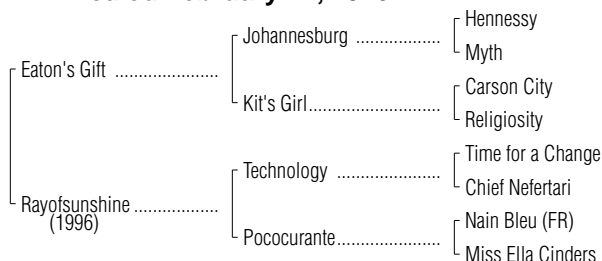 February
Hennessy
Johannesburg ....................
Myth
Eaton's Gift ........................
Carson City
Kit's Girl ...............................
Religiosity
Time for a Change
Technology ........................
Chief Nefertari
Rayofsunshine ....................
(1996)
Nain Bleu (FR)
Pococurante ........................
Miss Ella Cinders